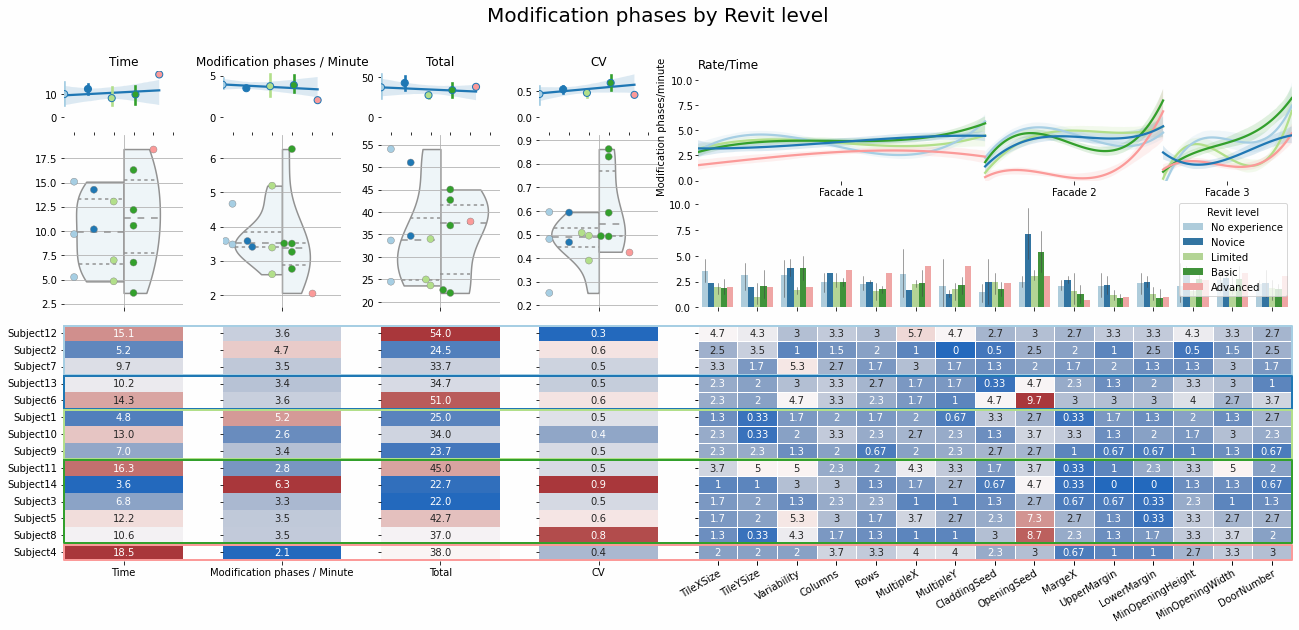 Modification phases by Revit level
Time
Modification phases / Minute
Total
CV
Rate/Time
10
0
5
0
50
0
0.5
0.0
Modification phases/minute
10.0
7.5
5.0
2.5
0.0
Facade 1
Facade 2
Facade 3
17.5
15.0
12.5
10.0
7.5
5.0
2.5
6
4
2
55
50
45
40
35
30
25
20
0.9
0.8
0.7
0.6
0.5
0.4
0.3
0.2
10.0
7.5
5.0
2.5
0.0
Revit level
No experience
Novice
Limited
Basic
Advanced
Subject12 15.1 3.6 54.0 0.3 4.7 4.3 3 3.3 3 5.7 4.7 2.7 3 2.7 3.3 3.3 4.3 3.3 2.7
Subject2 5.2 4.7 24.5 0.6 2.5 3.5 1 1.5 2 1 0 0.5 2.5 2 1 2.5 0.5 1.5 2.5
Subject7 9.7 3.5 33.7 0.5 3.3 1.7 5.3 2.7 1.7 3 1.7 1.3 2 1.7 2 1.3 1.3 3 1.7
Subject13 10.2 3.4 34.7 0.5 2.3 2 3 3.3 2.7 1.7 1.7 0.33 4.7 2.3 1.3 2 3.3 3 1
Subject6 14.3 3.6 51.0 0.6 2.3 2 4.7 3.3 2.3 1.7 1 4.7 9.7 3 3 3 4 2.7 3.7
Subject1 4.8 5.2 25.0 0.5 2.3 0.33 1.7 2 1.7 2 0.67 3.3 2.7 0.33 1.7 1.3 2 1.3 2.7
Subject10 13.0 2.6 34.0 0.4 2.3 0.33 2 3.3 2.3 2.7 2.3 1.3 3.7 3.3 1.3 2 1.7 3 2.3
Subject9 7.0 3.4 23.7 0.5 2.3 2.3 1.3 2 0.67 2 2.3 2.7 2.7 1 0.67 0.67 1 1.3 0.67
Subject11 16.3 2.8 45.0 0.5 3.7 5 5 2.3 2 4.3 3.3 1.7 3.7 0.33 1 2.3 3.3 5 2
Subject14 3.6 6.3 22.7 0.9 1 1 3 3 1.3 1.7 2.7 0.67 4.7 0.33 0 0 1.3 1.3 0.67
Subject3 6.8 3.3 22.0 0.5 1.7 2 1.3 2.3 2.3 1 1 1.3 2.7 0.67 0.67 0.33 2.3 1 1.3
Subject5 12.2 3.5 42.7 0.6 1.7 2 5.3 3 1.7 3.7 2.7 2.3 7.3 2.7 1.3 0.33 3.3 2.7 2.7
Subject8 10.6 3.5 37.0 0.8 1.3 0.33 4.3 1.7 1.3 1 1 3 8.7 2.3 1.3 1.7 3.3 3.7 2
Subject4 18.5 2.1 38.0 0.4 2 2 2 3.7 3.3 4 4 2.3 3 0.67 1 1 2.7 3.3 3
Time
Modification phases / Minute
Total
CV
TileXSize
TileYSize
Variability
Columns
Rows
MultipleX
MultipleY
CladdingSeed
OpeningSeed
MargeX
UpperMargin
LowerMargin
MinOpeningHeight
MinOpeningWidth
DoorNumber